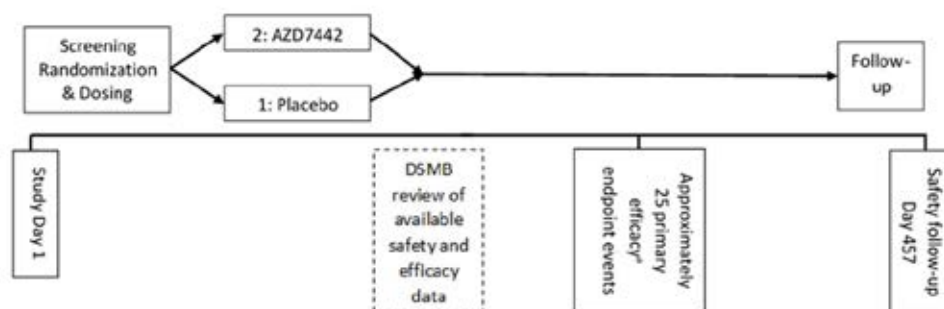 Screening
Randomization
& Dosing
2: AZD7442
1: Placebo
Follow-
up
Study Day 1
DSMB
review of
available
safety and
efficacy
data
Approximately
25 primary
efficacyᵃ
endpoint events
Safety follow-up
Day 457